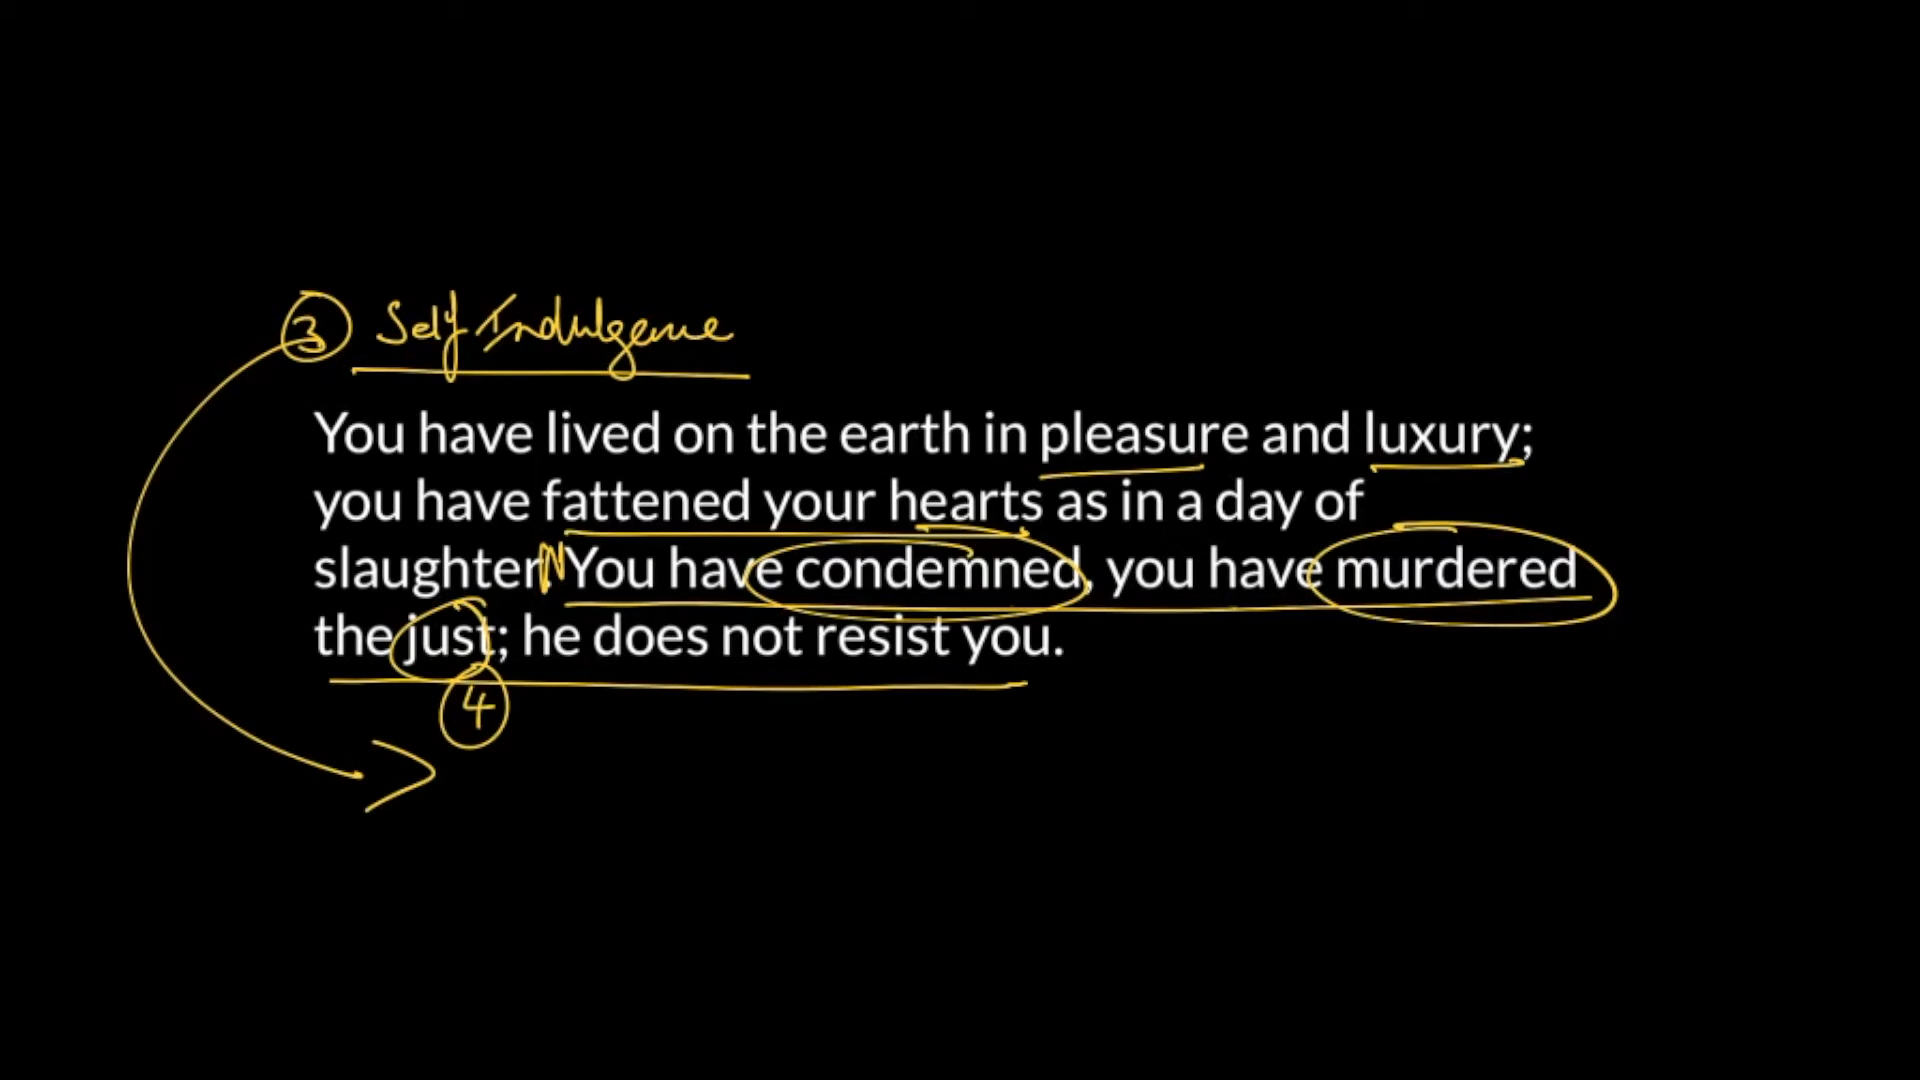 3 Self Indulgence
You have lived on the earth in pleasure and luxury;
you have fattened your hearts as in a day of
slaughter. You have condemned, you have murdered
the just; he does not resist you.
4